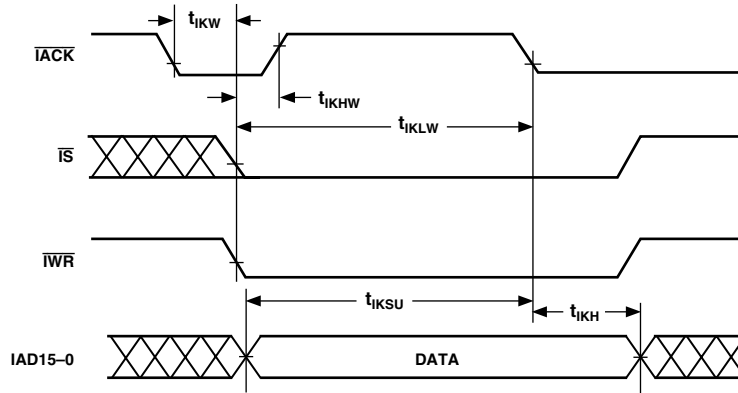 tIKW
IACK
tIKHW
tIKLW
IS
IWR
tIKSU
tIKH
IAD15–0
DATA